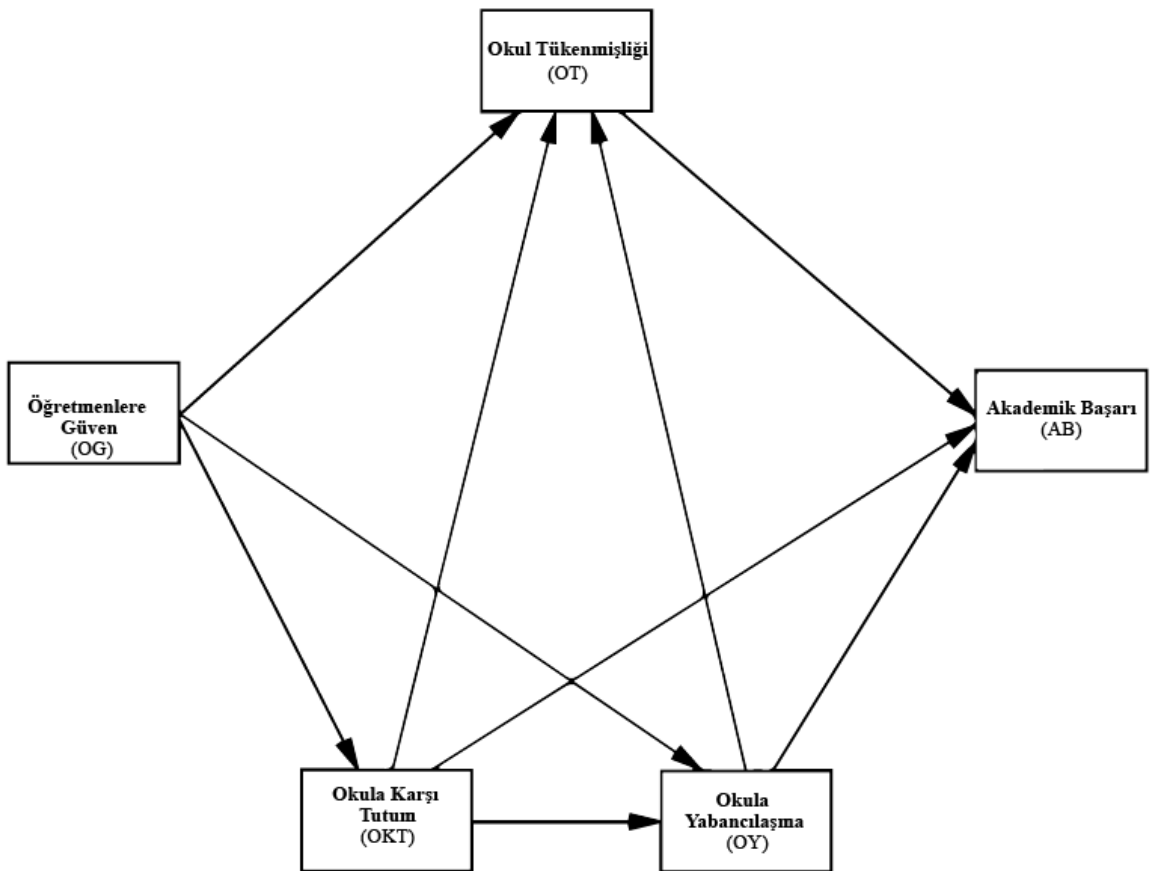 Okul Tükenmişliği
(OT)
Öğretmenlere
Güven
(OG)
Akademik Başarı
(AB)
Okula Karşı
Tutum
(OKT)
Okula
Yabancılaşma
(OY)